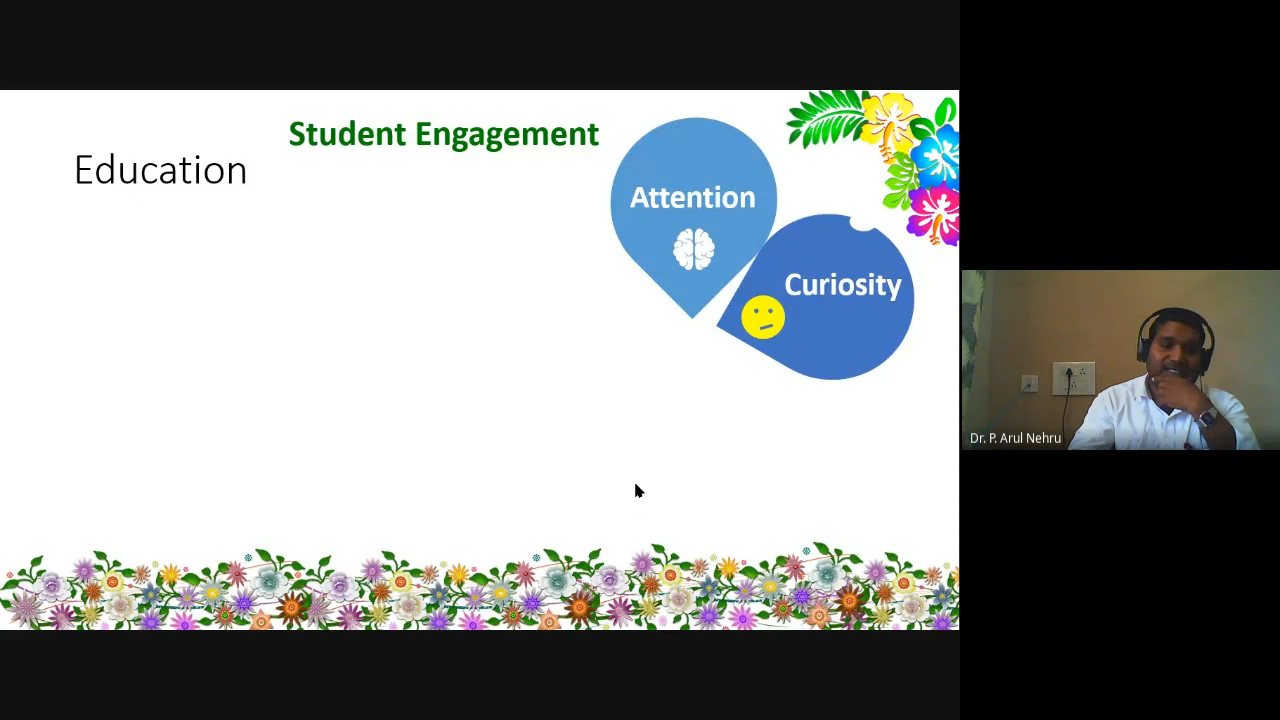 Student Engagement
Education
Attention
Curiosity
Dr. P. Arul Nehru